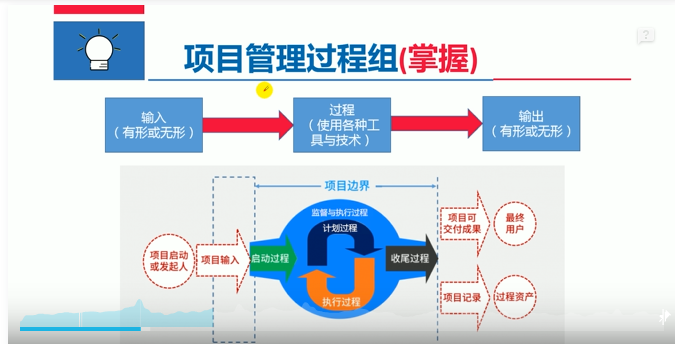 项目管理过程组(掌握)
?
输入
（有形或无形）
过程
（使用各种工
具与技术）
输出
（有形或无形）
项目边界
监督与执行过程
计划过程
项目启动
或发起人
项目输入
启动过程
收尾过程
执行过程
项目可
交付成果
最终
用户
项目记录
过程资产